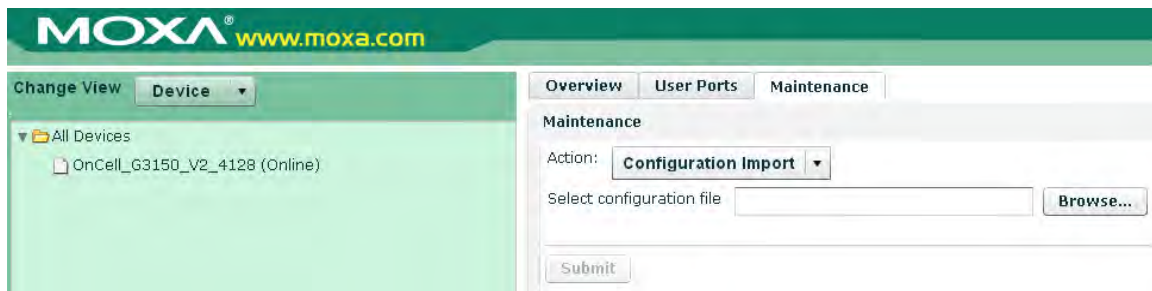 MOXA® www.moxa.com
Change View Device
All Devices
OnCell_G3150_V2_4128 (Online)
Overview User Ports Maintenance
Maintenance
Action: Configuration Import
Select configuration file Browse...
Submit